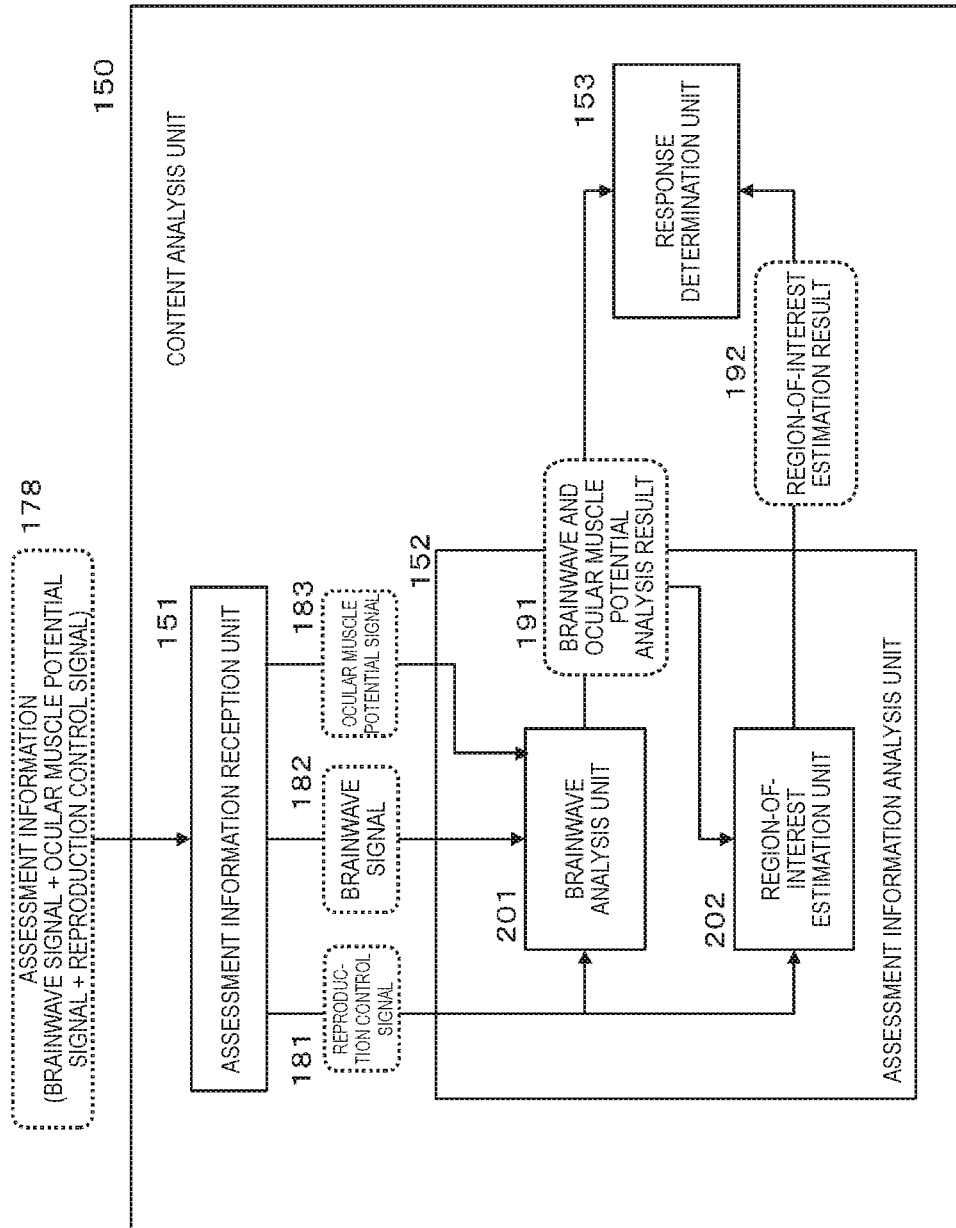 ASSESSMENT INFORMATION
(BRAINWAVE SIGNAL + OCULAR MUSCLE POTENTIAL
SIGNAL + REPRODUCTION CONTROL SIGNAL)
178
150
CONTENT ANALYSIS UNIT
151
ASSESSMENT INFORMATION RECEPTION UNIT
181
REPRODUC-
TION CONTROL
SIGNAL
182
BRAINWAVE
SIGNAL
183
OCULAR MUSCLE
POTENTIAL SIGNAL
152
201
BRAINWAVE
ANALYSIS UNIT
191
BRAINWAVE AND
OCULAR MUSCLE
POTENTIAL
ANALYSIS RESULT
153
RESPONSE
DETERMINATION UNIT
202
REGION-OF-
INTEREST
ESTIMATION UNIT
192
REGION-OF-INTEREST
ESTIMATION RESULT
ASSESSMENT INFORMATION ANALYSIS UNIT